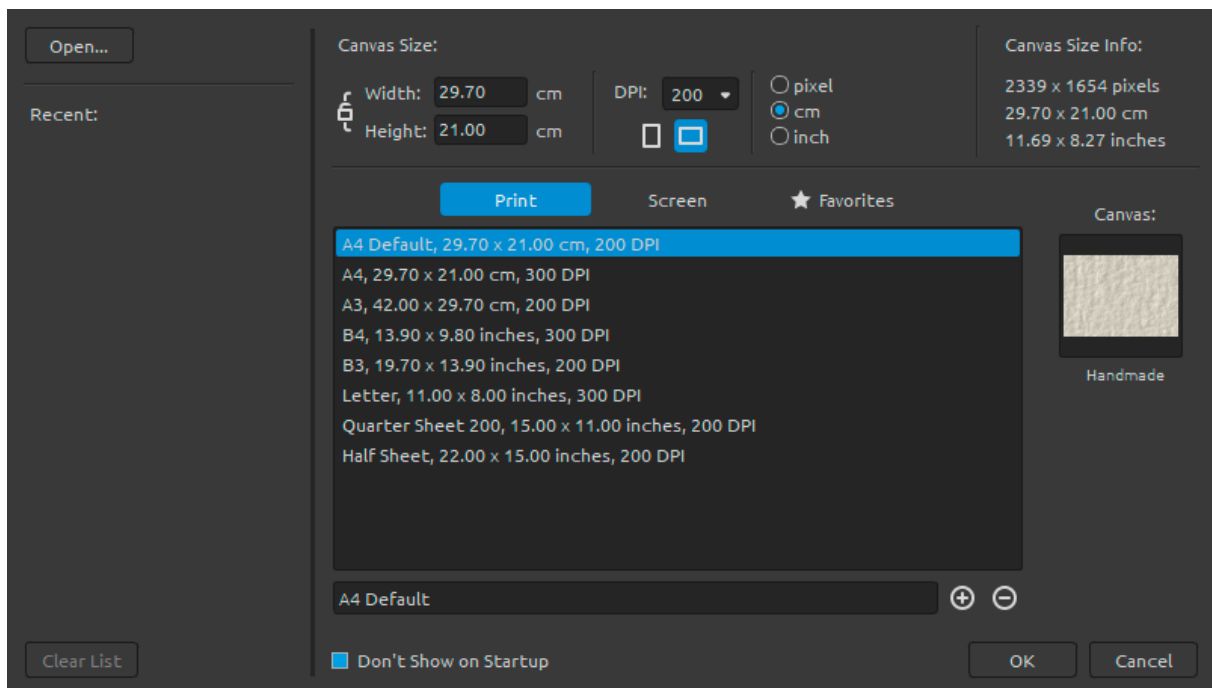 Open...
Recent:
Clear List
Canvas Size:
Width: 29.70 cm
Height: 21.00 cm
DPI: 200
pixel
cm
inch
Canvas Size Info:
2339 x 1654 pixels
29.70 x 21.00 cm
11.69 x 8.27 inches
Print Screen Favorites
A4 Default, 29.70 x 21.00 cm, 200 DPI
A4, 29.70 x 21.00 cm, 300 DPI
A3, 42.00 x 29.70 cm, 200 DPI
B4, 13.90 x 9.80 inches, 300 DPI
B3, 19.70 x 13.90 inches, 200 DPI
Letter, 11.00 x 8.00 inches, 300 DPI
Quarter Sheet 200, 15.00 x 11.00 inches, 200 DPI
Half Sheet, 22.00 x 15.00 inches, 200 DPI
Canvas:
Handmade
A4 Default
Don't Show on Startup
OK Cancel